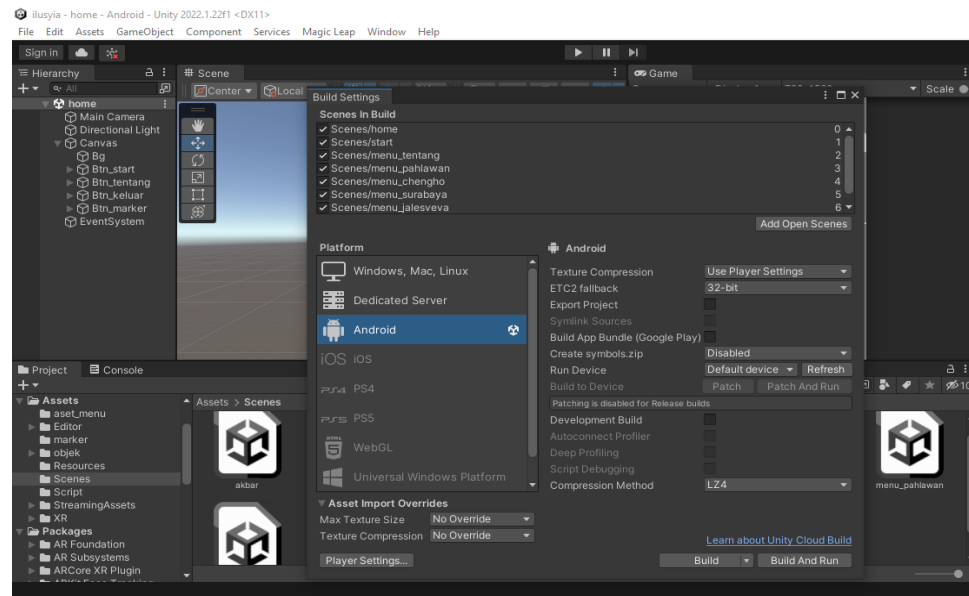 ilusyia - home - Android - Unity 2022.1.22f1 <DX11>
File Edit Assets GameObject Component Services Magic Leap Window Help
Sign in
Hierarchy
Scene
Game
All
Center
Local
Scale
home
Main Camera
Directional Light
Canvas
Bg
Btn_start
Btn_tentang
Btn_keluar
Btn_marker
EventSystem
Build Settings
Scenes In Build
Scenes/home 0
Scenes/start 1
Scenes/menu_tentang 2
Scenes/menu_pahlawan 3
Scenes/menu_chengho 4
Scenes/menu_surabaya 5
Scenes/menu_jalesveva 6
Add Open Scenes
Platform
Windows, Mac, Linux
Dedicated Server
Android
iOS iOS
PS4 PS4
PS5 PS5
HTML 5 WebGL
Universal Windows Platform
Android
Texture Compression Use Player Settings
ETC2 fallback 32-bit
Export Project
Symlink Sources
Build App Bundle (Google Play)
Create symbols.zip Disabled
Run Device Default device Refresh
Build to Device Patch Patch And Run
Patching is disabled for Release builds
Development Build
Autoconnect Profiler
Deep Profiling
Script Debugging
Compression Method LZ4
Asset Import Overrides
Max Texture Size No Override
Texture Compression No Override
Learn about Unity Cloud Build
Player Settings...
Build
Build And Run
Project
Console
Assets
aset_menu
Editor
marker
objek
Resources
Scenes
Script
StreamingAssets
XR
Packages
AR Foundation
AR Subsystems
ARCore XR Plugin
Assets > Scenes
akbar
menu_pahlawan